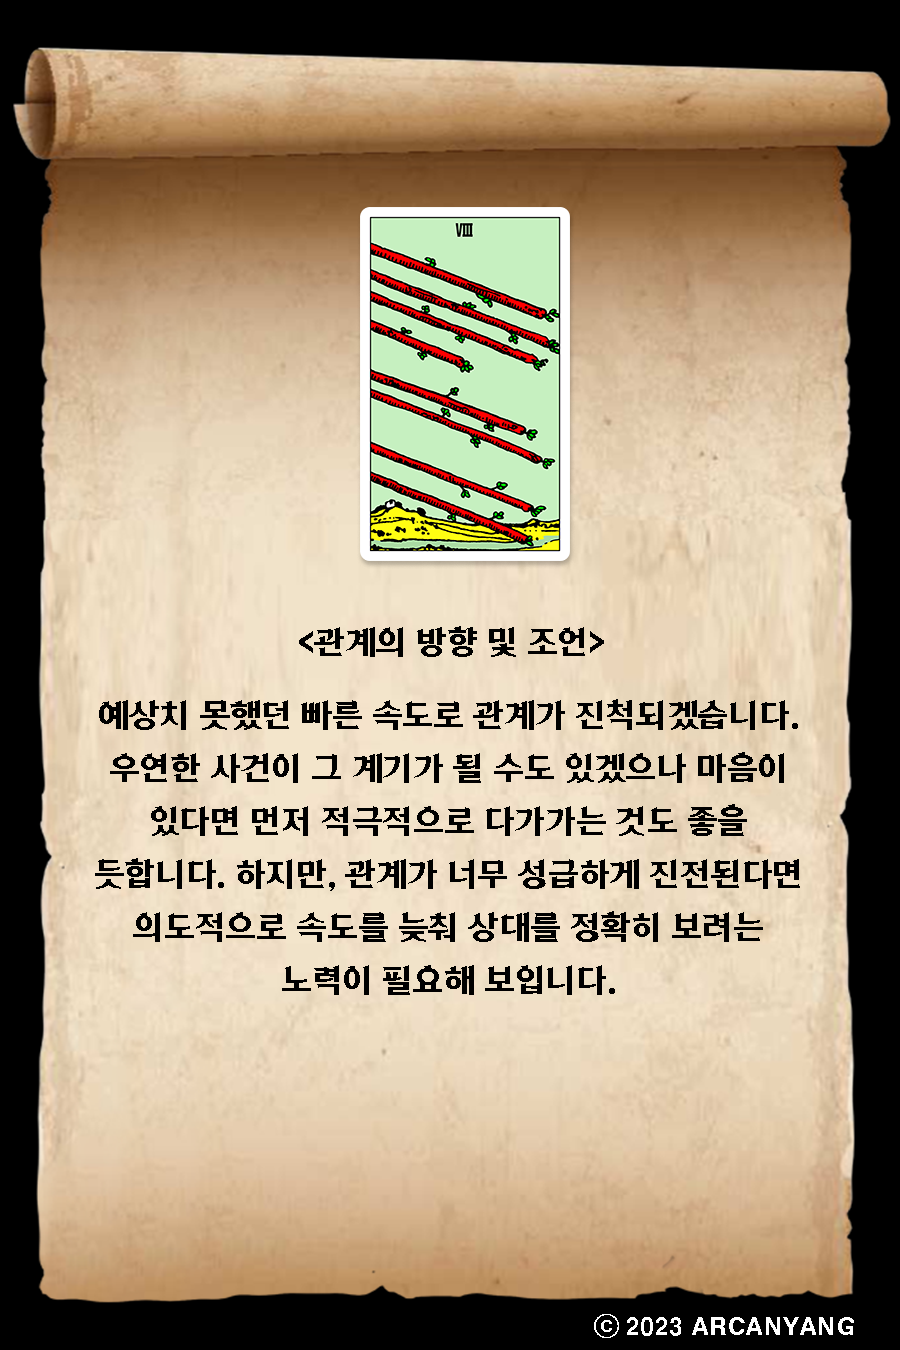 VIII
<관계의 방향 및 조언>
예상치 못했던 빠른 속도로 관계가 진척되겠습니다.
우연한 사건이 그 계기가 될 수도 있겠으나 마음이
있다면 먼저 적극적으로 다가가는 것도 좋을
듯합니다. 하지만, 관계가 너무 성급하게 진전된다면
의도적으로 속도를 늦춰 상대를 정확히 보려는
노력이 필요해 보입니다.
ⓒ 2023 ARCANYANG